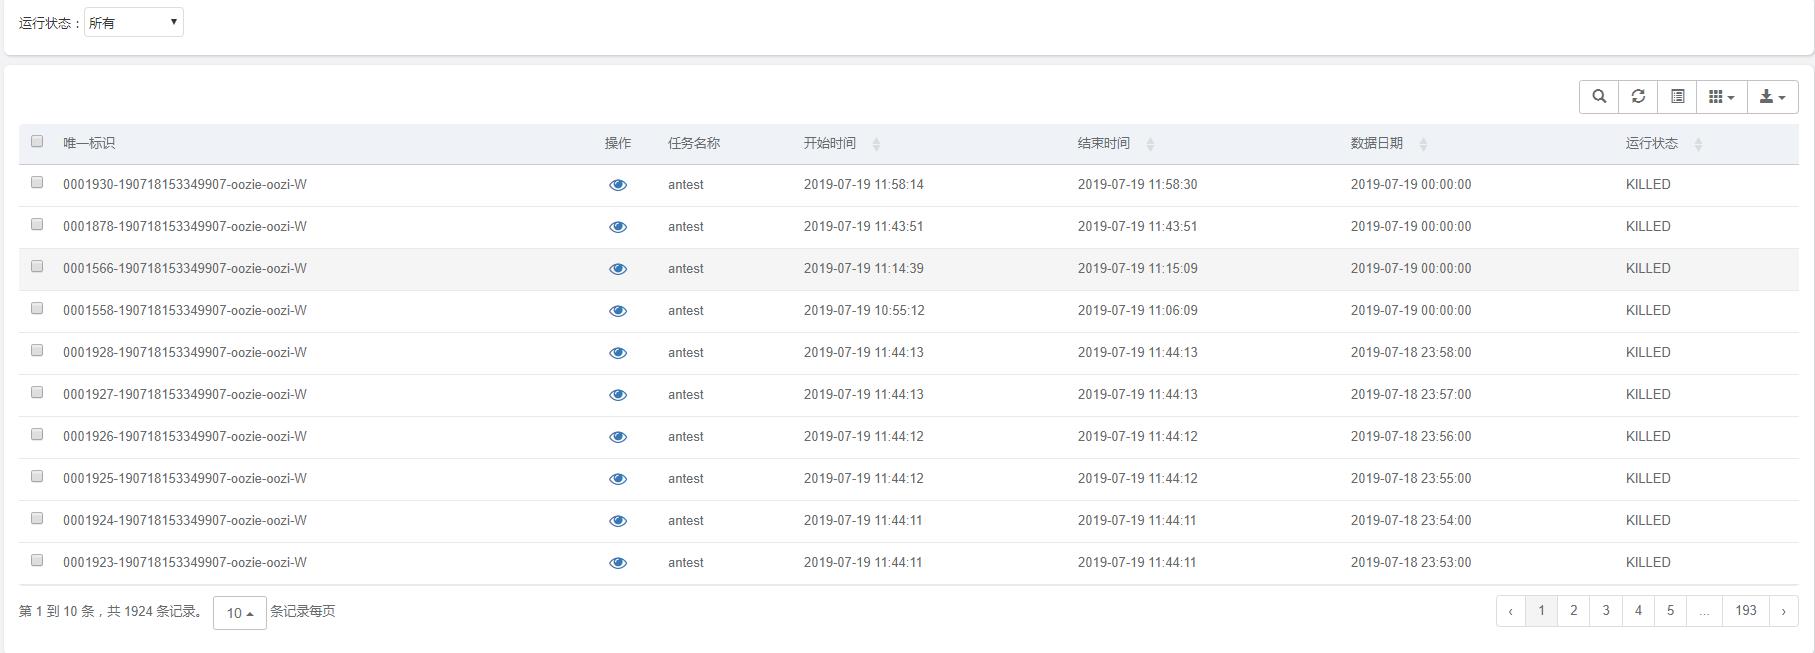 运行状态：所有
唯一标识 操作 任务名称 开始时间 结束时间 数据日期 运行状态
0001930-190718153349907-oozie-oozi-W antest 2019-07-19 11:58:14 2019-07-19 11:58:30 2019-07-19 00:00:00 KILLED
0001878-190718153349907-oozie-oozi-W antest 2019-07-19 11:43:51 2019-07-19 11:43:51 2019-07-19 00:00:00 KILLED
0001566-190718153349907-oozie-oozi-W antest 2019-07-19 11:14:39 2019-07-19 11:15:09 2019-07-19 00:00:00 KILLED
0001558-190718153349907-oozie-oozi-W antest 2019-07-19 10:55:12 2019-07-19 11:06:09 2019-07-19 00:00:00 KILLED
0001928-190718153349907-oozie-oozi-W antest 2019-07-19 11:44:13 2019-07-19 11:44:13 2019-07-18 23:58:00 KILLED
0001927-190718153349907-oozie-oozi-W antest 2019-07-19 11:44:13 2019-07-19 11:44:13 2019-07-18 23:57:00 KILLED
0001926-190718153349907-oozie-oozi-W antest 2019-07-19 11:44:12 2019-07-19 11:44:12 2019-07-18 23:56:00 KILLED
0001925-190718153349907-oozie-oozi-W antest 2019-07-19 11:44:12 2019-07-19 11:44:12 2019-07-18 23:55:00 KILLED
0001924-190718153349907-oozie-oozi-W antest 2019-07-19 11:44:11 2019-07-19 11:44:11 2019-07-18 23:54:00 KILLED
0001923-190718153349907-oozie-oozi-W antest 2019-07-19 11:44:11 2019-07-19 11:44:11 2019-07-18 23:53:00 KILLED
第 1 到 10 条，共 1924 条记录。 10 条记录每页 ‹ 1 2 3 4 5 ... 193 ›